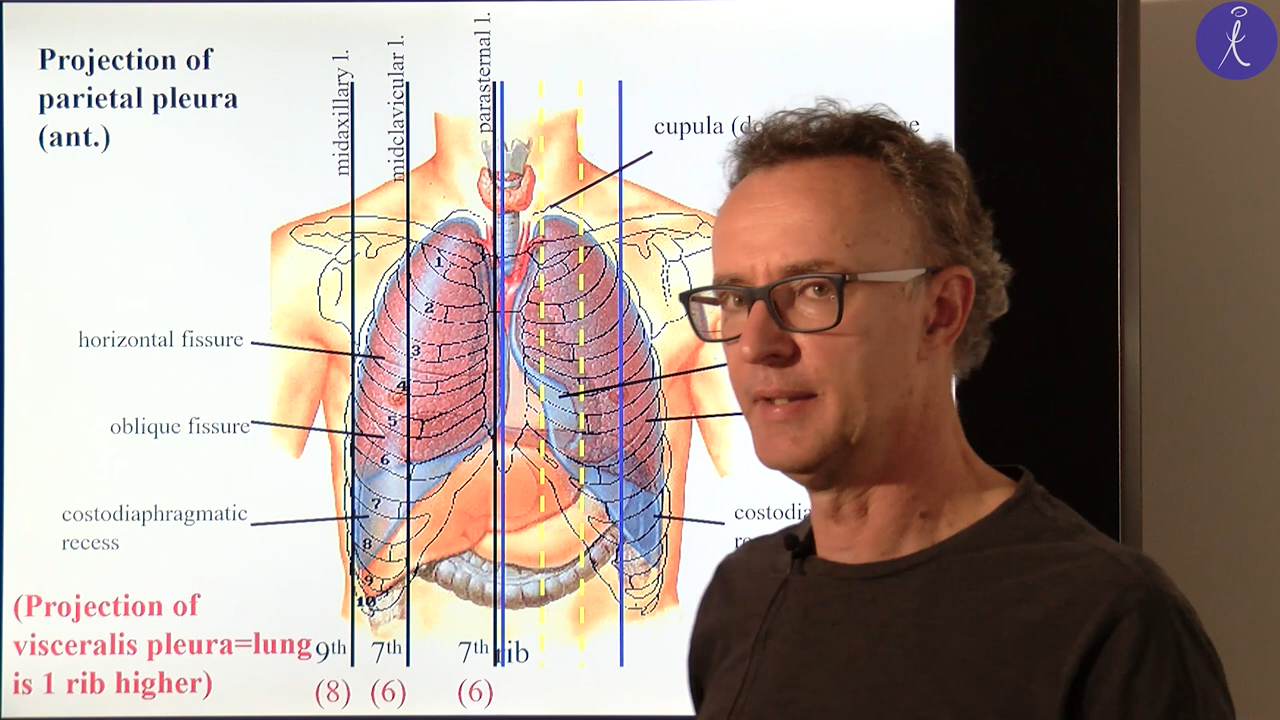 Projection of
parietal pleura
(ant.)
midaxillary l.
midclavicular l.
parasternal l.
cupula
horizontal fissure
oblique fissure
costodiaphragmatic
recess
1
2
3
4
5
6
7
8
9
10
(Projection of
visceralis pleura=lung
is 1 rib higher)
9th 7th 7th rib
(8) (6) (6)